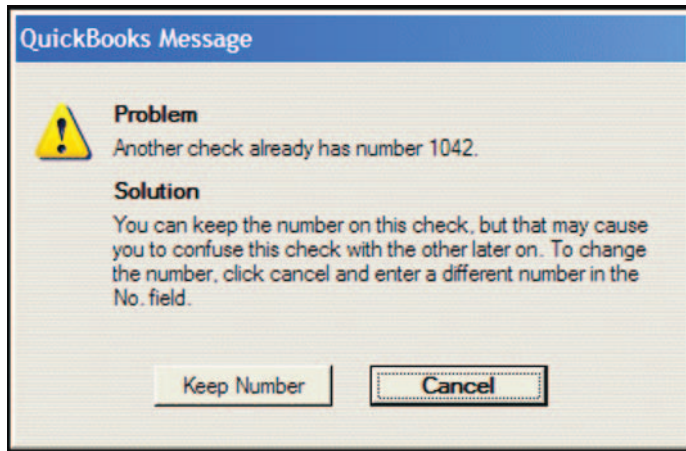 QuickBooks Message
Problem
Another check already has number 1042.
Solution
You can keep the number on this check, but that may cause
you to confuse this check with the other later on. To change
the number, click cancel and enter a different number in the
No. field.
Keep Number
Cancel